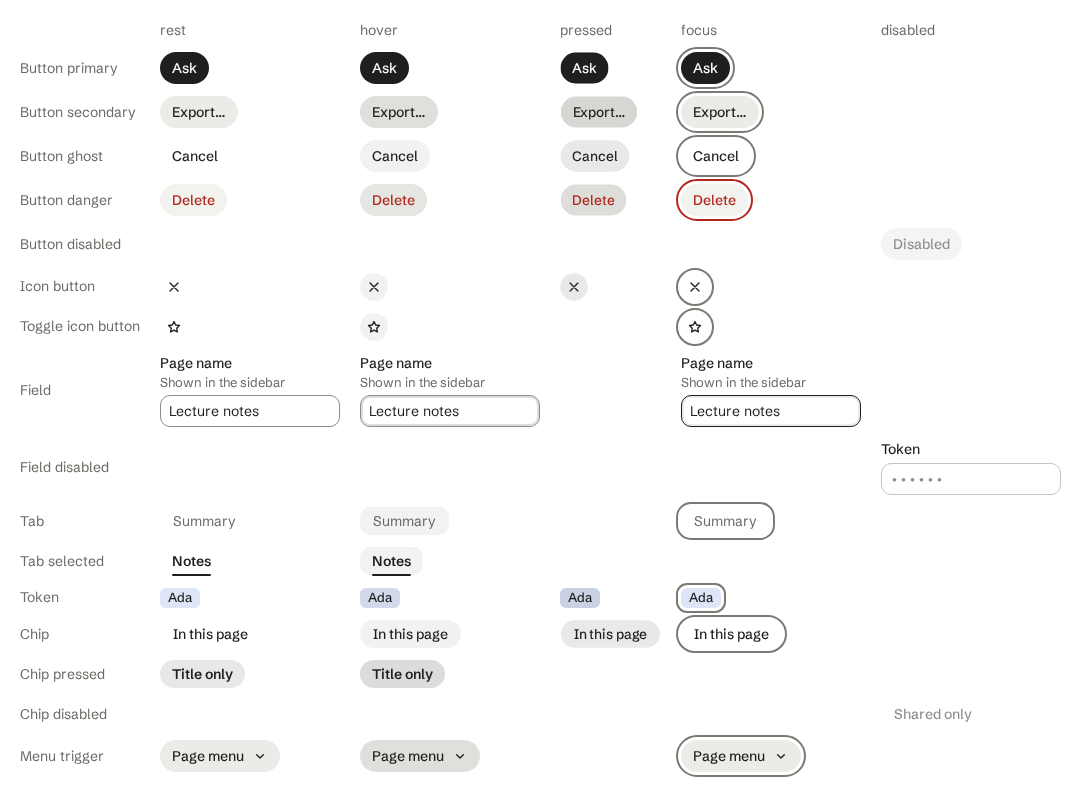 rest hover pressed focus disabled
Button primary Ask Ask Ask Ask
Button secondary Export... Export... Export... Export...
Button ghost Cancel Cancel Cancel Cancel
Button danger Delete Delete Delete Delete
Button disabled Disabled
Icon button
Toggle icon button
Page name Page name Page name
Shown in the sidebar Shown in the sidebar Shown in the sidebar
Field
Lecture notes Lecture notes Lecture notes
Token
Field disabled
••••••
Tab Summary Summary Summary
Tab selected Notes Notes
Token Ada Ada Ada Ada
Chip In this page In this page In this page In this page
Chip pressed Title only Title only
Chip disabled Shared only
Menu trigger Page menu Page menu Page menu